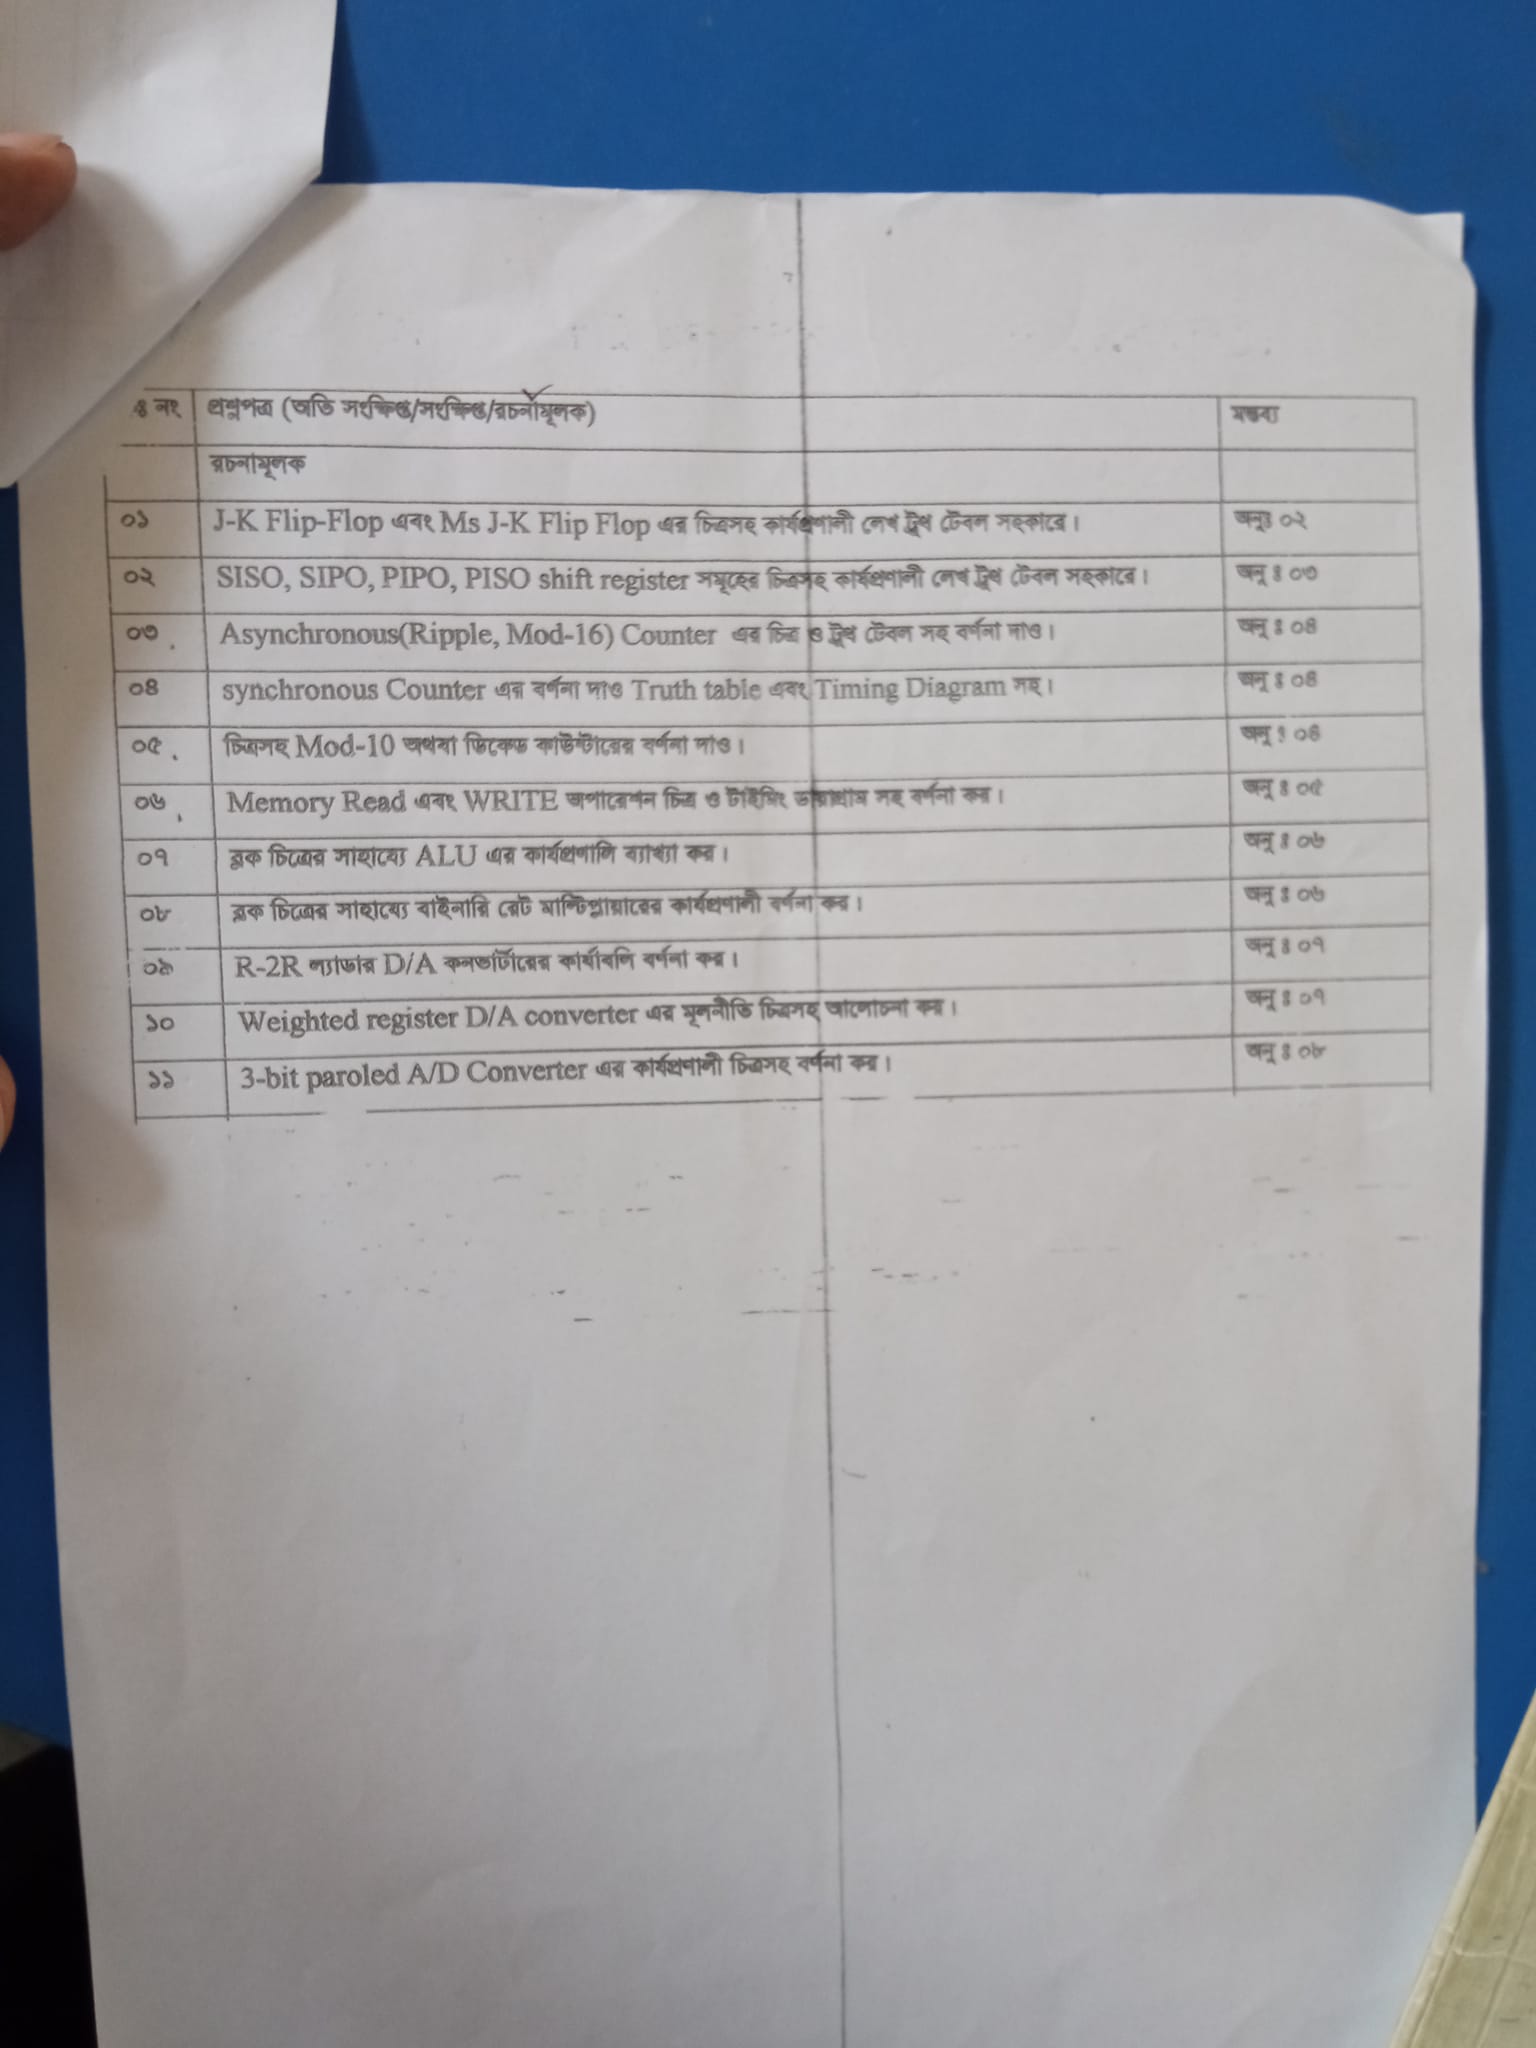 ঃ নং প্রশ্নপত্র (অতি সংক্ষিপ্ত/সংক্ষিপ্ত/রচনামূলক) মন্তব্য
রচনামূলক
০১ J-K Flip-Flop এবং Ms J-K Flip Flop এর চিত্রসহ কার্যপ্রণালী লেখ ট্রুথ টেবল সহকারে। অনুঃ ০২
০২ SISO, SIPO, PIPO, PISO shift register সমূহের চিত্রসহ কার্যপ্রণালী লেখ ট্রুথ টেবল সহকারে। অনু ঃ ০৩
০৩ . Asynchronous(Ripple, Mod-16) Counter এর চিত্র ও ট্রুথ টেবল সহ বর্ণনা দাও। অনু ঃ ০৪
০৪ synchronous Counter এর বর্ণনা দাও Truth table এবং Timing Diagram সহ। অনু ঃ ০৪
০৫ . চিত্রসহ Mod-10 অথবা ডিকেড কাউন্টারের বর্ণনা দাও। অনু ঃ ০৪
০৬ . Memory Read এবং WRITE অপারেশন চিত্র ও টাইমিং ডায়াগ্রাম সহ বর্ণনা কর। অনু ঃ ০৫
০৭ ব্লক চিত্রের সাহায্যে ALU এর কার্যপ্রণালি ব্যাখ্যা কর। অনু ঃ ০৬
০৮ ব্লক চিত্রের সাহায্যে বাইনারি রেট মাল্টিপ্লায়ারের কার্যপ্রণালী বর্ণনা কর। অনু ঃ ০৬
০৯ R-2R ল্যাডার D/A কনভার্টারের কার্যাবলি বর্ণনা কর। অনু ঃ ০৭
১০ Weighted register D/A converter এর মূলনীতি চিত্রসহ আলোচনা কর। অনু ঃ ০৭
১১ 3-bit paroled A/D Converter এর কার্যপ্রণালী চিত্রসহ বর্ণনা কর। অনু ঃ ০৮